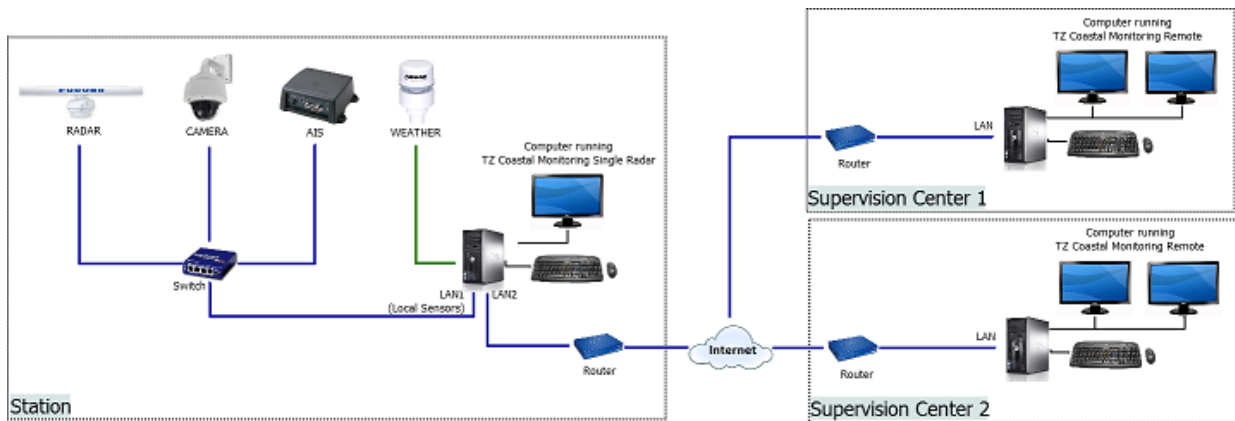 FURUNO
RADAR
CAMERA
AIS
WEATHER
Computer running
TZ Coastal Monitoring Single Radar
Switch
LAN1
(Local Sensors)
LAN2
Router
Station
Internet
Computer running
TZ Coastal Monitoring Remote
LAN
Router
Supervision Center 1
Computer running
TZ Coastal Monitoring Remote
LAN
Router
Supervision Center 2